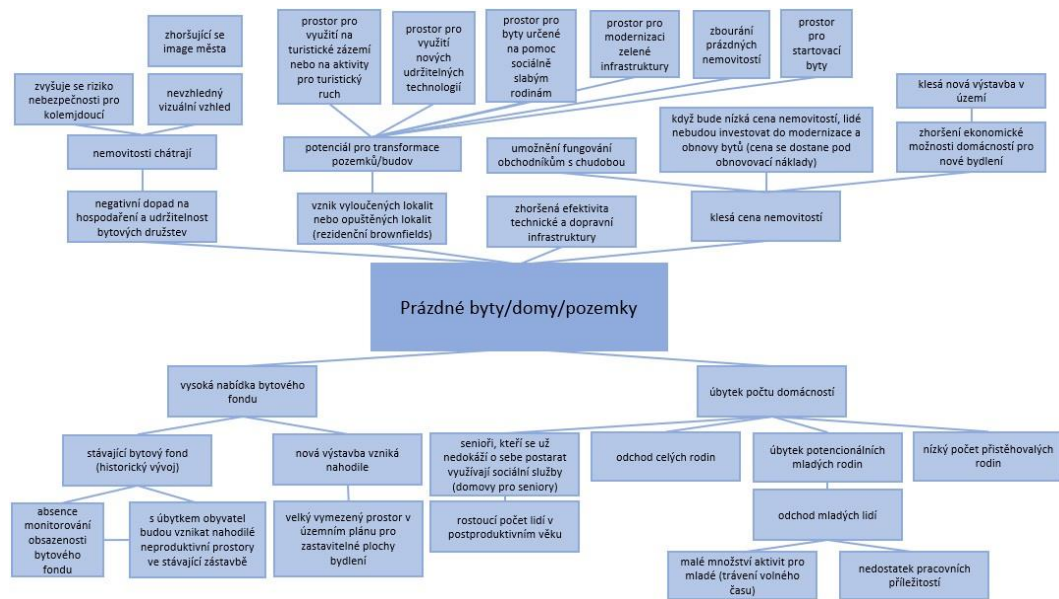 zhoršující se
image města
prostor pro
využití na
turistické zázemí
nebo na aktivity
pro turistický
ruch
prostor pro
využití
nových
udržitelných
technologií
prostor pro
byty určené
na pomoc
sociálně
slabým
rodinám
prostor pro
modernizaci
zelené
infrastruktury
zbourání
prázdných
nemovitostí
prostor
pro
startovací
byty
zvyšuje se riziko
nebezpečnosti pro
kolemjdoucí
nevzhledný
vizuální vzhled
klesá nová výstavba v
území
nemovitosti chátrají
potenciál pro transformace
pozemků/budov
umožnění fungování
obchodníkům s chudobou
když bude nízká cena nemovitostí, lidé
nebudou investovat do modernizace a
obnovy bytů (cena se dostane pod
obnovovací náklady)
zhoršení ekonomické
možnosti domácností pro
nové bydlení
negativní dopad na
hospodaření a udržitelnost
bytových družstev
vznik vyloučených lokalit
nebo opuštěných lokalit
(rezidenční brownfields)
zhoršená efektivita
technické a dopravní
infrastruktury
klesá cena nemovitostí
Prázdné byty/domy/pozemky
vysoká nabídka bytového
fondu
úbytek počtu domácností
stávající bytový fond
(historický vývoj)
nová výstavba vzniká
nahodile
senioři, kteří se už
nedokáží o sebe postarat
využívají sociální služby
(domovy pro seniory)
odchod celých rodin
úbytek potencionálních
mladých rodin
nízký počet přistěhovalých
rodin
absence
monitorování
obsazenosti
bytového
fondu
s úbytkem obyvatel
budou vznikat nahodilé
neproduktivní prostory
ve stávající zástavbě
velký vymezený prostor v
územním plánu pro
zastavitelné plochy
bydlení
rostoucí počet lidí v
postproduktivním věku
odchod mladých lidí
malé množství aktivit pro
mladé (trávení volného
času)
nedostatek pracovních
příležitostí